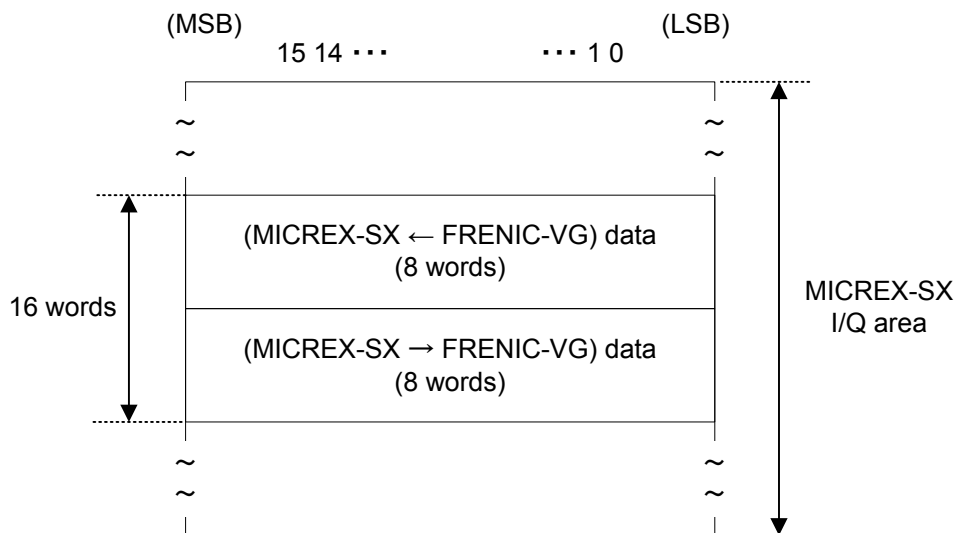 (MSB) (LSB)
15 14 ··· ··· 1 0
~ ~
~ ~
(MICREX-SX ← FRENIC-VG) data
(8 words)
16 words
(MICREX-SX → FRENIC-VG) data
(8 words)
MICREX-SX
I/Q area
~ ~
~ ~